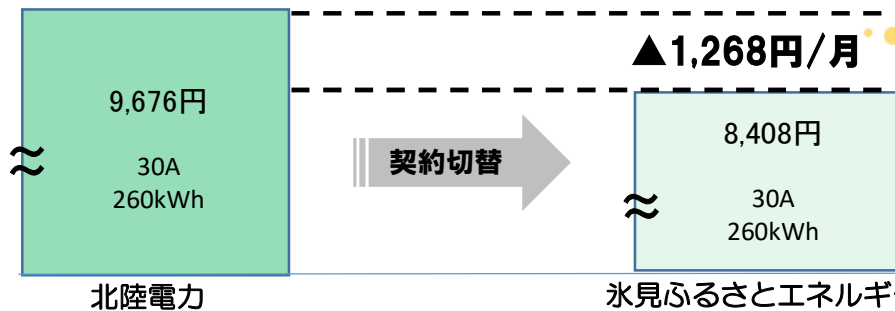 ▲1,268円/月
9,676円
30A
260kWh
契約切替
8,408円
30A
260kWh
北陸電力
氷見ふるさとエネルギ